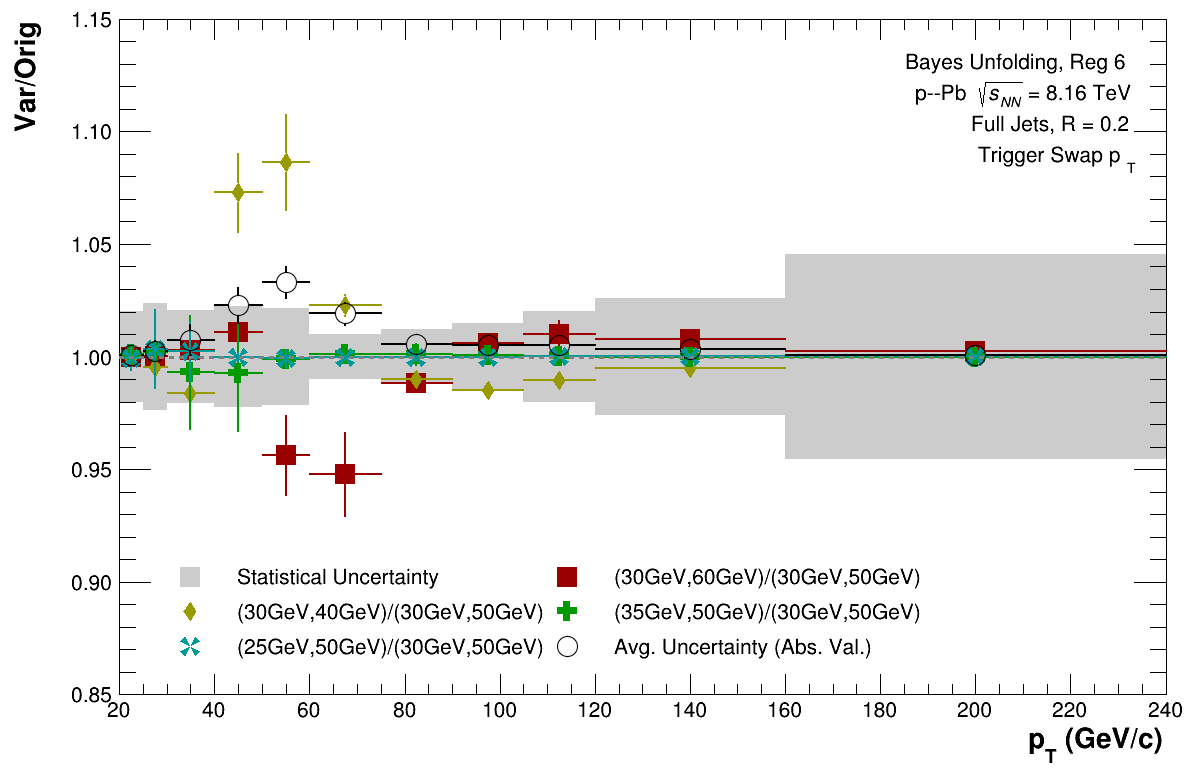 Var/Orig
1.15
1.10
1.05
1.00
0.95
0.90
0.85
Bayes Unfolding, Reg 6
p--Pb √s_NN = 8.16 TeV
Full Jets, R = 0.2
Trigger Swap p_T
Statistical Uncertainty
(30GeV,60GeV)/(30GeV,50GeV)
(30GeV,40GeV)/(30GeV,50GeV)
(35GeV,50GeV)/(30GeV,50GeV)
(25GeV,50GeV)/(30GeV,50GeV)
Avg. Uncertainty (Abs. Val.)
20 40 60 80 100 120 140 160 180 200 220 240
p_T (GeV/c)